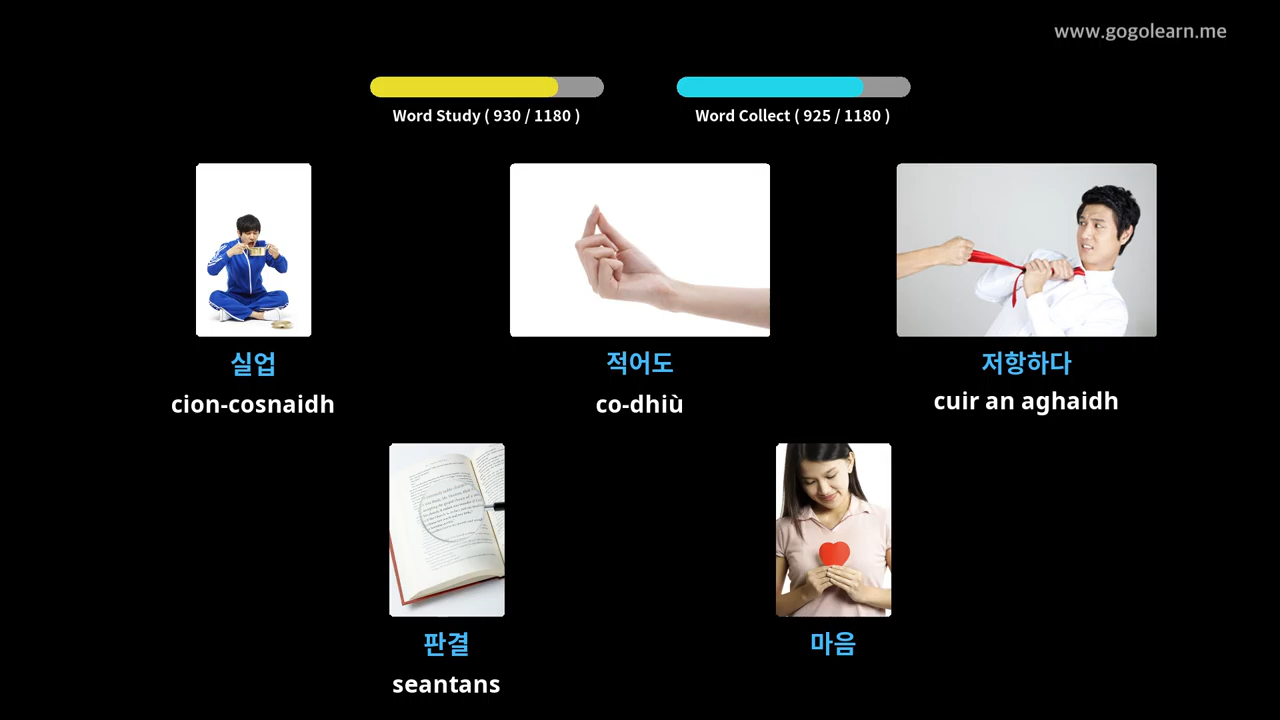 www.gogolearn.me
Word Study ( 930 / 1180 )
Word Collect ( 925 / 1180 )
실업
적어도
저항하다
cion-cosnaidh
co-dhiù
cuir an aghaidh
판결
마음
seantans